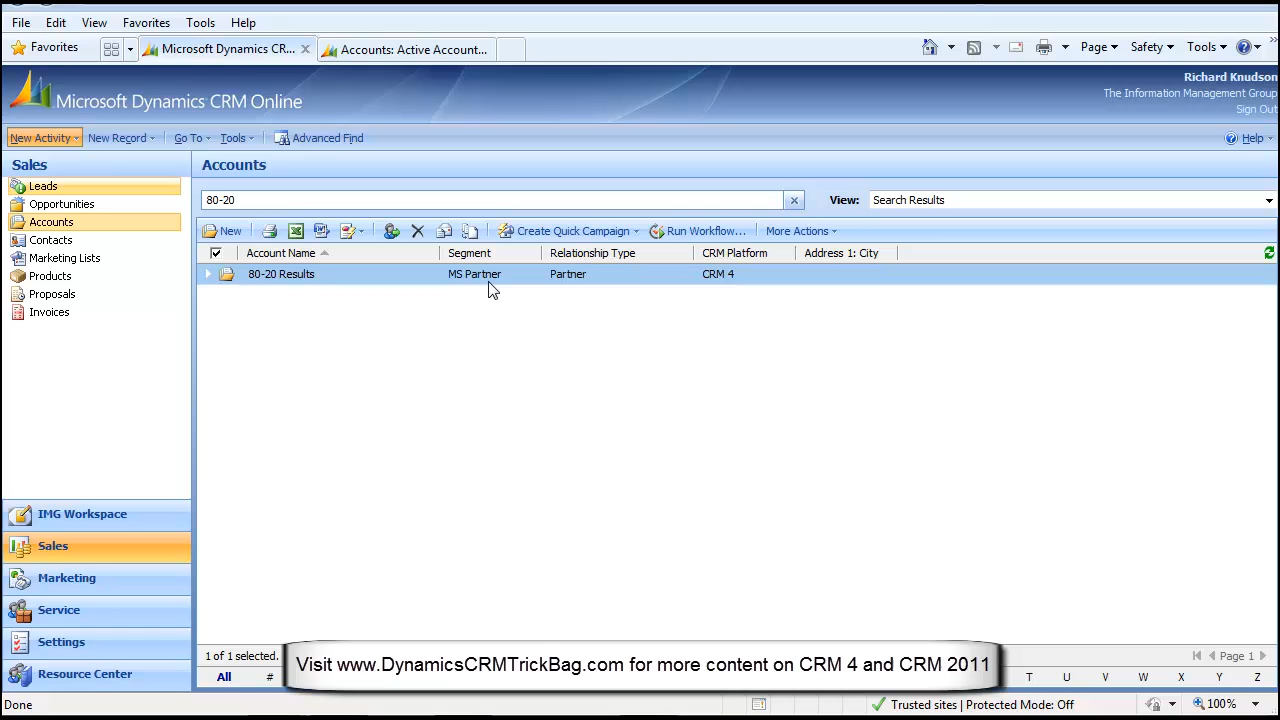 File Edit View Favorites Tools Help
Favorites Microsoft Dynamics CR... Accounts: Active Account... Page Safety Tools
Richard Knudson
Microsoft Dynamics CRM Online The Information Management Group
Sign Out
New Activity New Record Go To Tools Advanced Find Help
Sales Accounts
Leads
Opportunities
Accounts
Contacts
Marketing Lists
Products
Proposals
Invoices
80-20 View: Search Results
New Create Quick Campaign Run Workflow... More Actions
Account Name Segment Relationship Type CRM Platform Address 1: City
80-20 Results MS Partner Partner CRM 4
IMG Workspace
Sales
Marketing
Service
Settings
Resource Center
1 of 1 selected. Page 1
Visit www.DynamicsCRMTrickBag.com for more content on CRM 4 and CRM 2011
All # T U V W X Y Z
Done Trusted sites | Protected Mode: Off 100%